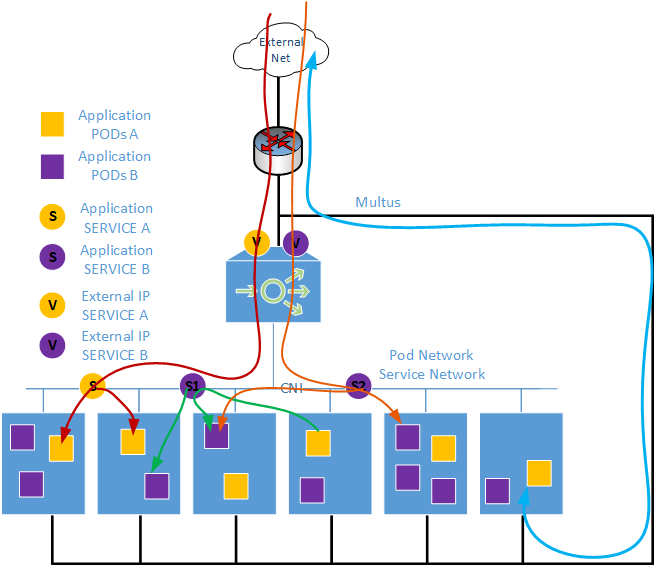 External
Net
Application
PODs A
Application
PODs B
S
Application
SERVICE A
S
Application
SERVICE B
V
External IP
SERVICE A
V
External IP
SERVICE B
Multus
V
V
Pod Network
Service Network
S
S1
CNI
S2